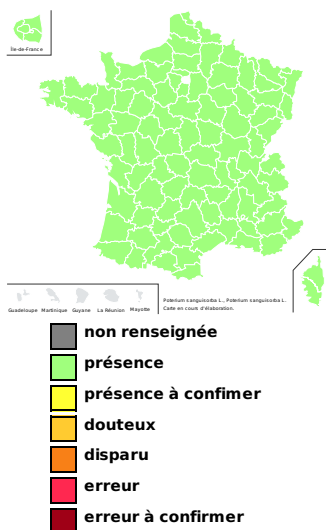 Île-de-France
Guadeloupe Martinique Guyane La Réunion Mayotte
Poterium sanguisorba L., Poterium sanguisorba L.
Carte en cours d'élaboration.
non renseignée
présence
présence à confimer
douteux
disparu
erreur
erreur à confirmer